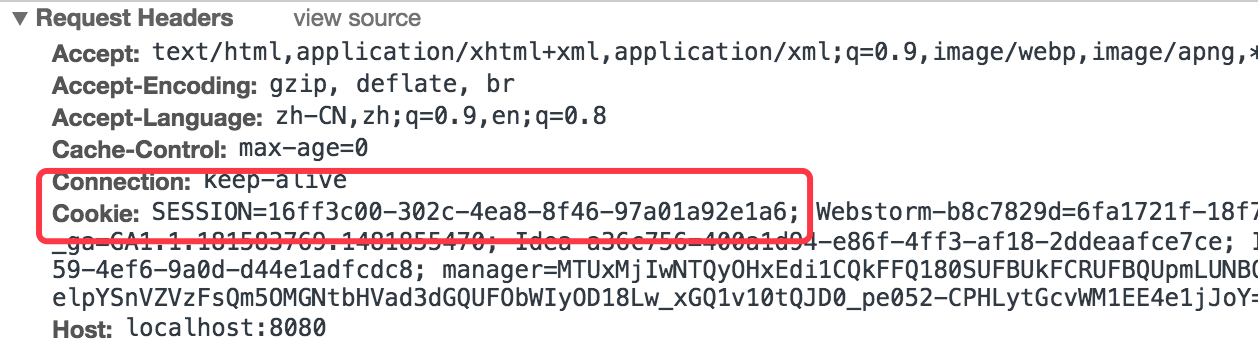 ▼ Request Headers view source
Accept: text/html,application/xhtml+xml,application/xml;q=0.9,image/webp,image/apng,*
Accept-Encoding: gzip, deflate, br
Accept-Language: zh-CN,zh;q=0.9,en;q=0.8
Cache-Control: max-age=0
Connection: keep-alive
Cookie: SESSION=16ff3c00-302c-4ea8-8f46-97a01a92e1a6; Webstorm-b8c7829d=6fa1721f-18f7
_ga=GA1.1.181583769.1481855470; Idea-a36c756=400a1d94-e86f-4ff3-af18-2ddeaafce7ce; I
59-4ef6-9a0d-d44e1adfcdc8; manager=MTUxMjIwNTQyOHxEdi1CQkFFQ180SUFBUkFCRUFBQUpmLUNBQ
elpYSnVZVzFsQm5OMGNtbHVad3dGQUFObWIyOD18Lw_xGQ1v10tQJD0_pe052-CPHLytGcvWM1EE4e1jJoY=
Host: localhost:8080